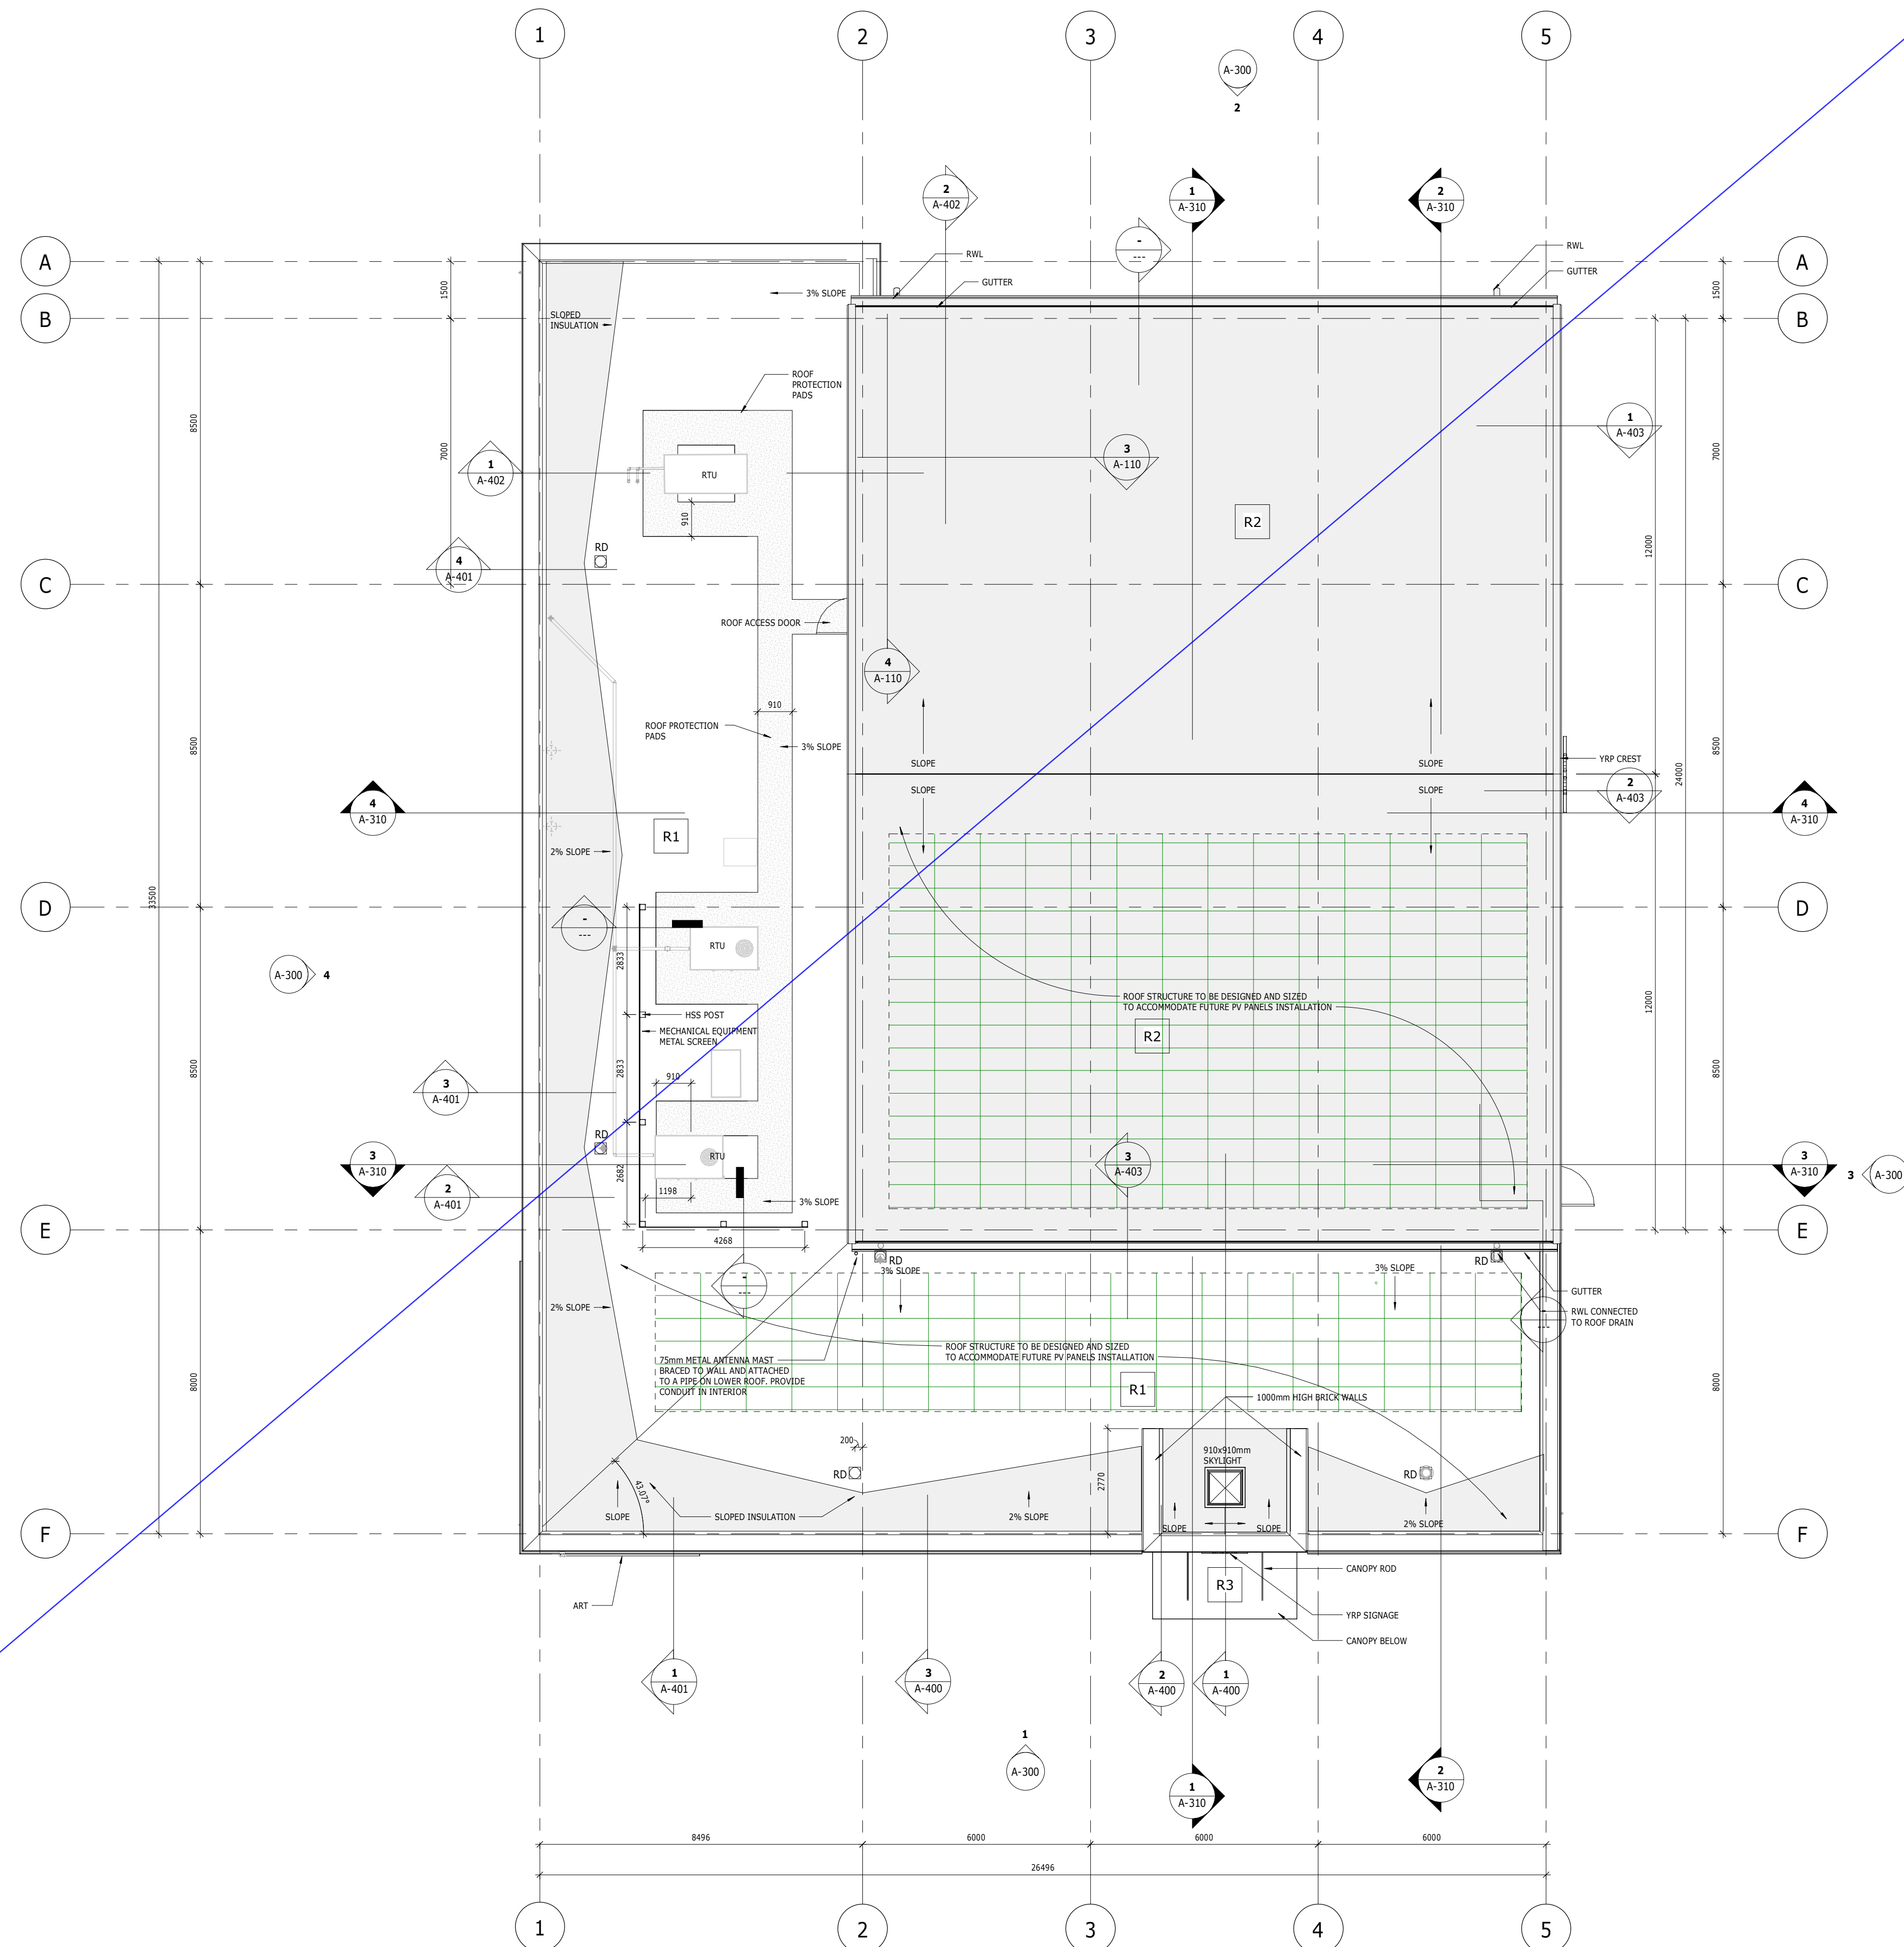 1
2
3
4
5
A-300
2
2
A-402
1
A-310
2
A-310
-
---
RWL
RWL
GUTTER
GUTTER
A
A
B
B
3% SLOPE
SLOPED
INSULATION
1500
1500
ROOF
PROTECTION
PADS
8500
7000
7000
1
A-402
RTU
910
1
A-403
3
A-110
R2
RD
4
A-401
12000
C
C
ROOF ACCESS DOOR
4
A-110
910
ROOF PROTECTION
PADS
3% SLOPE
8500
8500
SLOPE
SLOPE
SLOPE
SLOPE
YRP CREST
2
A-403
24000
4
A-310
4
A-310
R1
2% SLOPE
33500
D
D
-
---
RTU
2833
A-300
4
ROOF STRUCTURE TO BE DESIGNED AND SIZED
TO ACCOMMODATE FUTURE PV PANELS INSTALLATION
R2
12000
HSS POST
MECHANICAL EQUIPMENT
METAL SCREEN
8500
8500
2833
910
3
A-401
RD
RTU
3
A-310
3
A-403
3
A-310
3
A-300
2
A-401
2682
1198
3% SLOPE
E
E
4268
RD
RD
3% SLOPE
3% SLOPE
-
---
GUTTER
2% SLOPE
RWL CONNECTED
TO ROOF DRAIN
-
---
ROOF STRUCTURE TO BE DESIGNED AND SIZED
TO ACCOMMODATE FUTURE PV PANELS INSTALLATION
75mm METAL ANTENNA MAST
BRACED TO WALL AND ATTACHED
TO A PIPE ON LOWER ROOF. PROVIDE
CONDUIT IN INTERIOR
8000
8000
R1
1000mm HIGH BRICK WALLS
200
910x910mm
SKYLIGHT
RD
RD
2770
43.07°
SLOPE
SLOPED INSULATION
2% SLOPE
SLOPE
SLOPE
2% SLOPE
F
F
CANOPY ROD
R3
ART
YRP SIGNAGE
CANOPY BELOW
1
A-401
3
A-400
2
A-400
1
A-400
1
A-300
1
A-310
2
A-310
8496
6000
6000
6000
26496
1
2
3
4
5